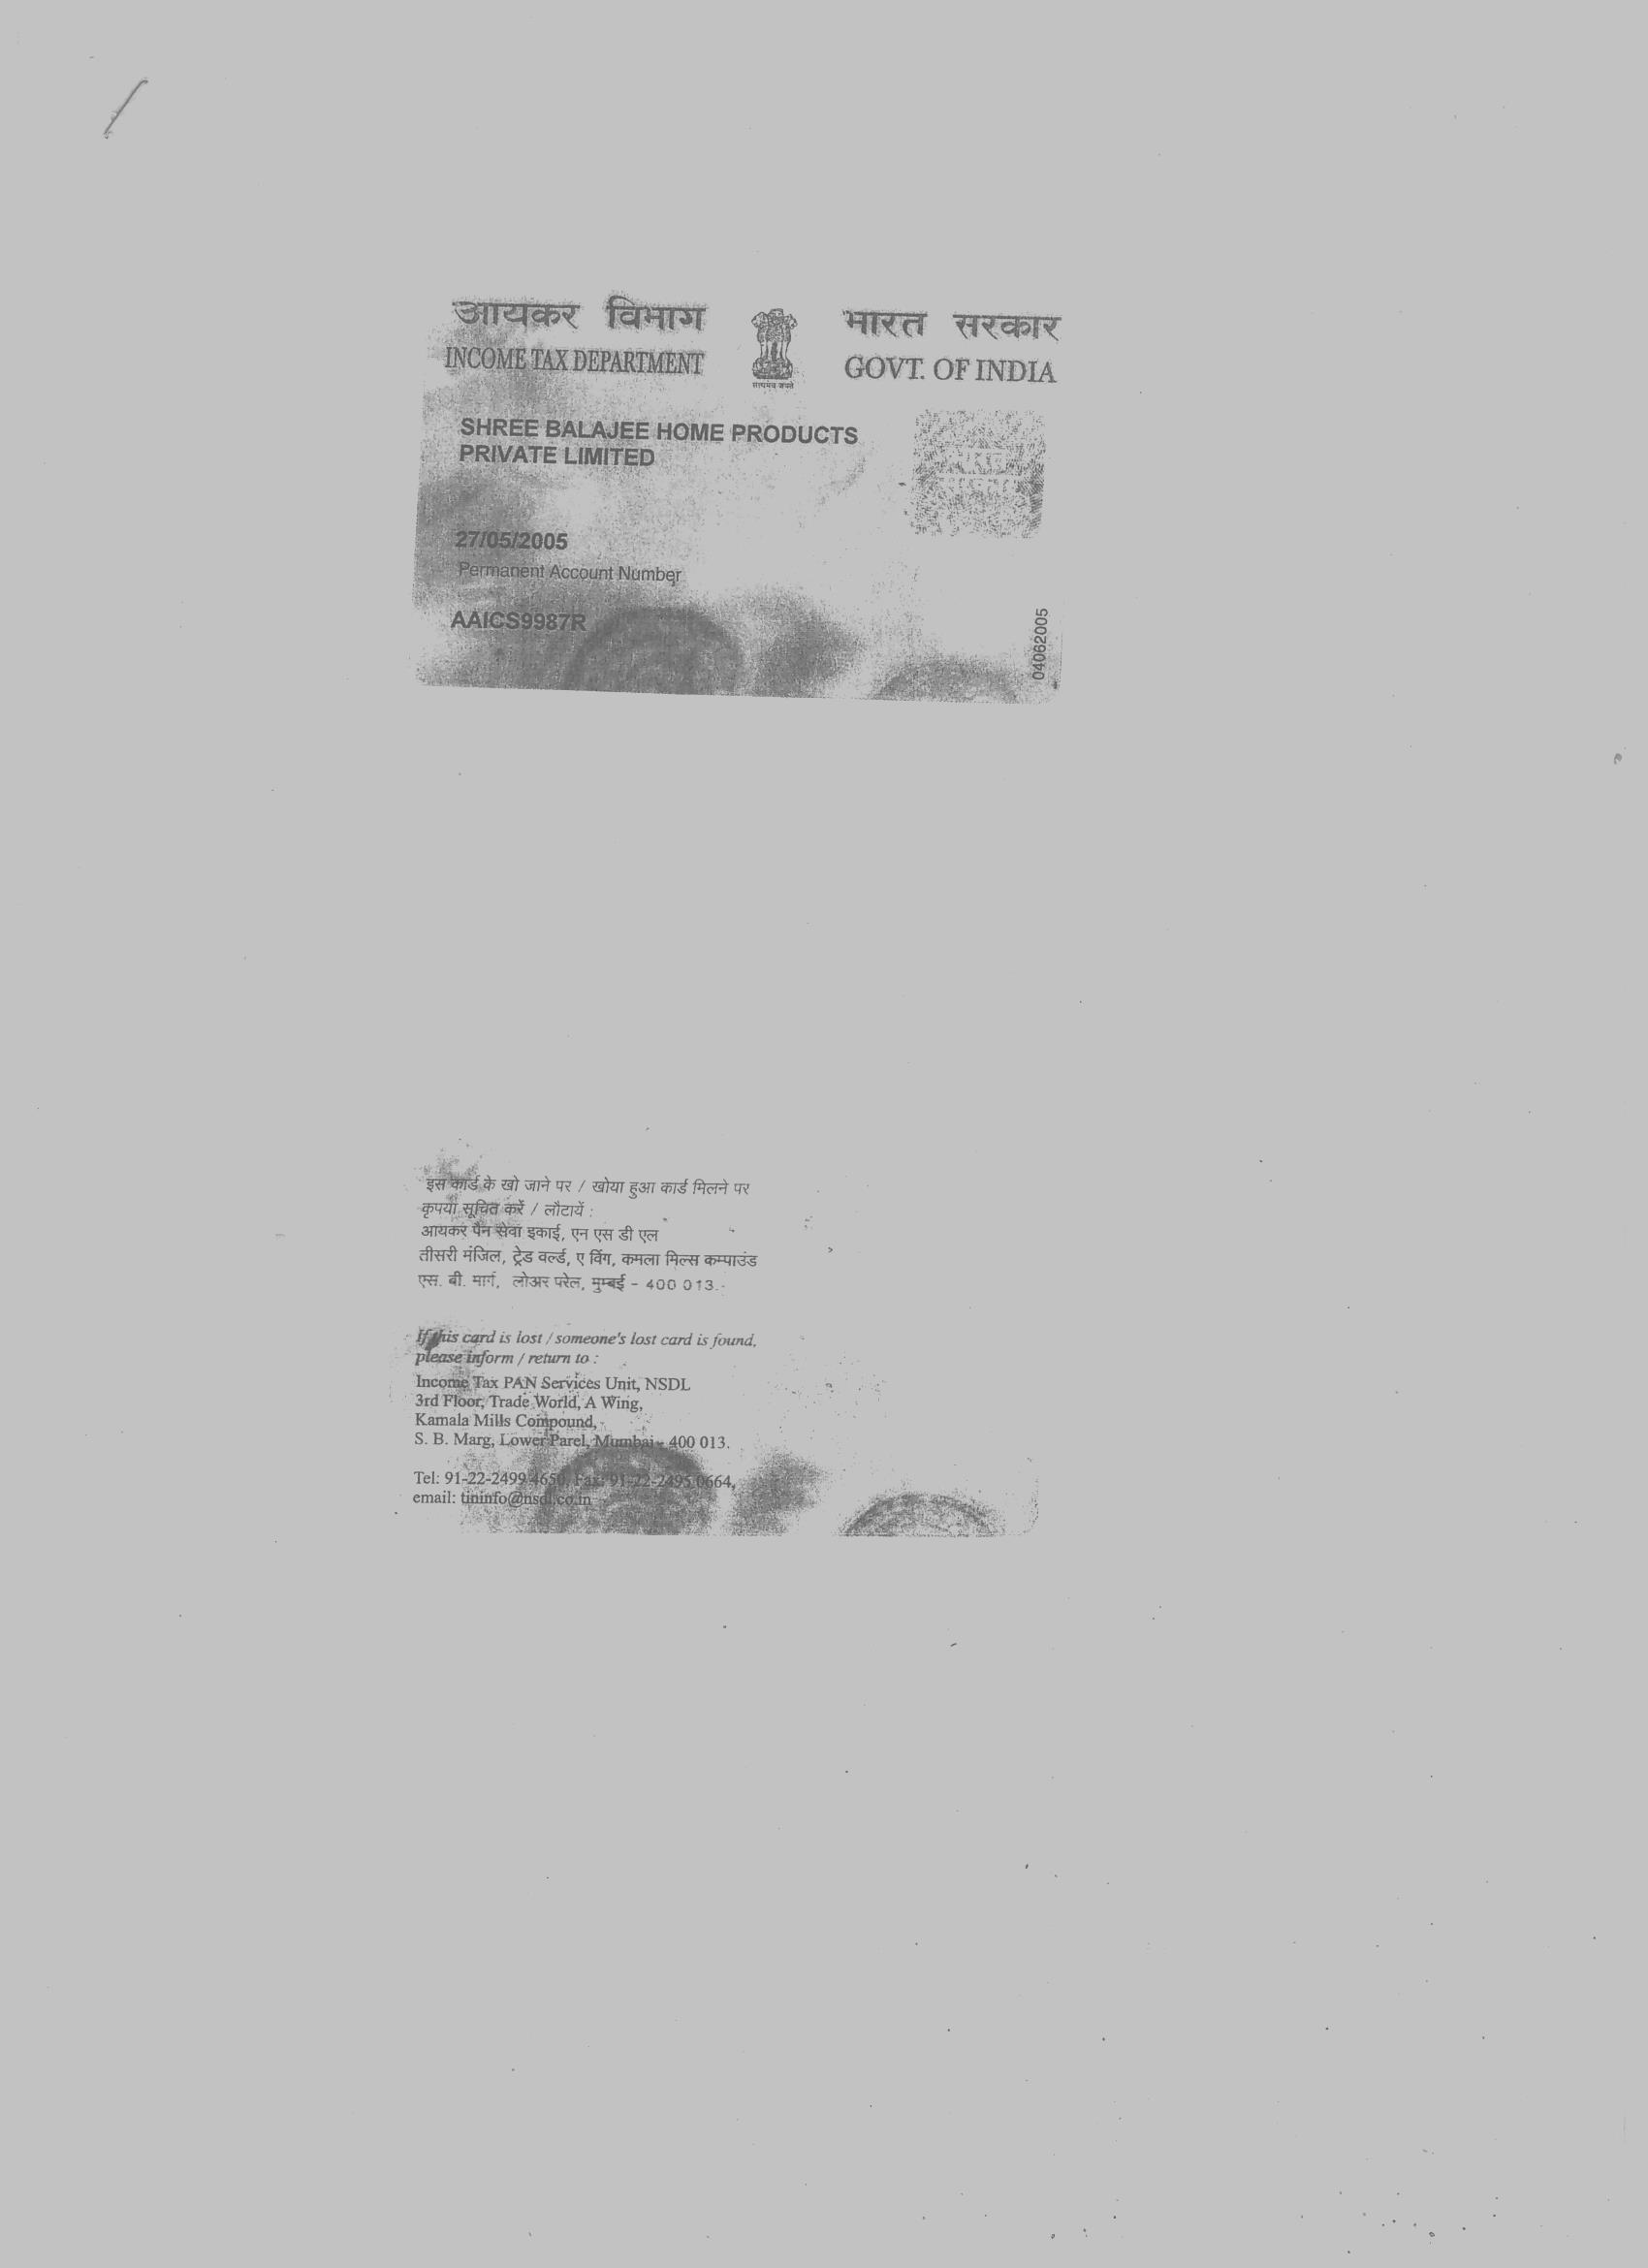 आयकर विभाग
INCOME TAX DEPARTMENT
सत्यमेव जयते
भारत सरकार
GOVT. OF INDIA
SHREE BALAJEE HOME PRODUCTS
PRIVATE LIMITED
भारत
सरकार
27/05/2005
Permanent Account Number
AAICS9987R
04062005
इस कार्ड के खो जाने पर / खोया हुआ कार्ड मिलने पर
कृपया सूचित करें / लौटायें :
आयकर पैन सेवा इकाई, एन एस डी एल
तीसरी मंजिल, ट्रेड वर्ल्ड, ए विंग, कमला मिल्स कम्पाउंड
एस. बी. मार्ग, लोअर परेल, मुम्बई - 400 013.
If this card is lost / someone's lost card is found,
please inform / return to :
Income Tax PAN Services Unit, NSDL
3rd Floor, Trade World, A Wing,
Kamala Mills Compound,
S. B. Marg, Lower Parel, Mumbai - 400 013.
Tel: 91-22-2499 4650, Fax: 91-22-2495 0664,
email: tininfo@nsdl.co.in